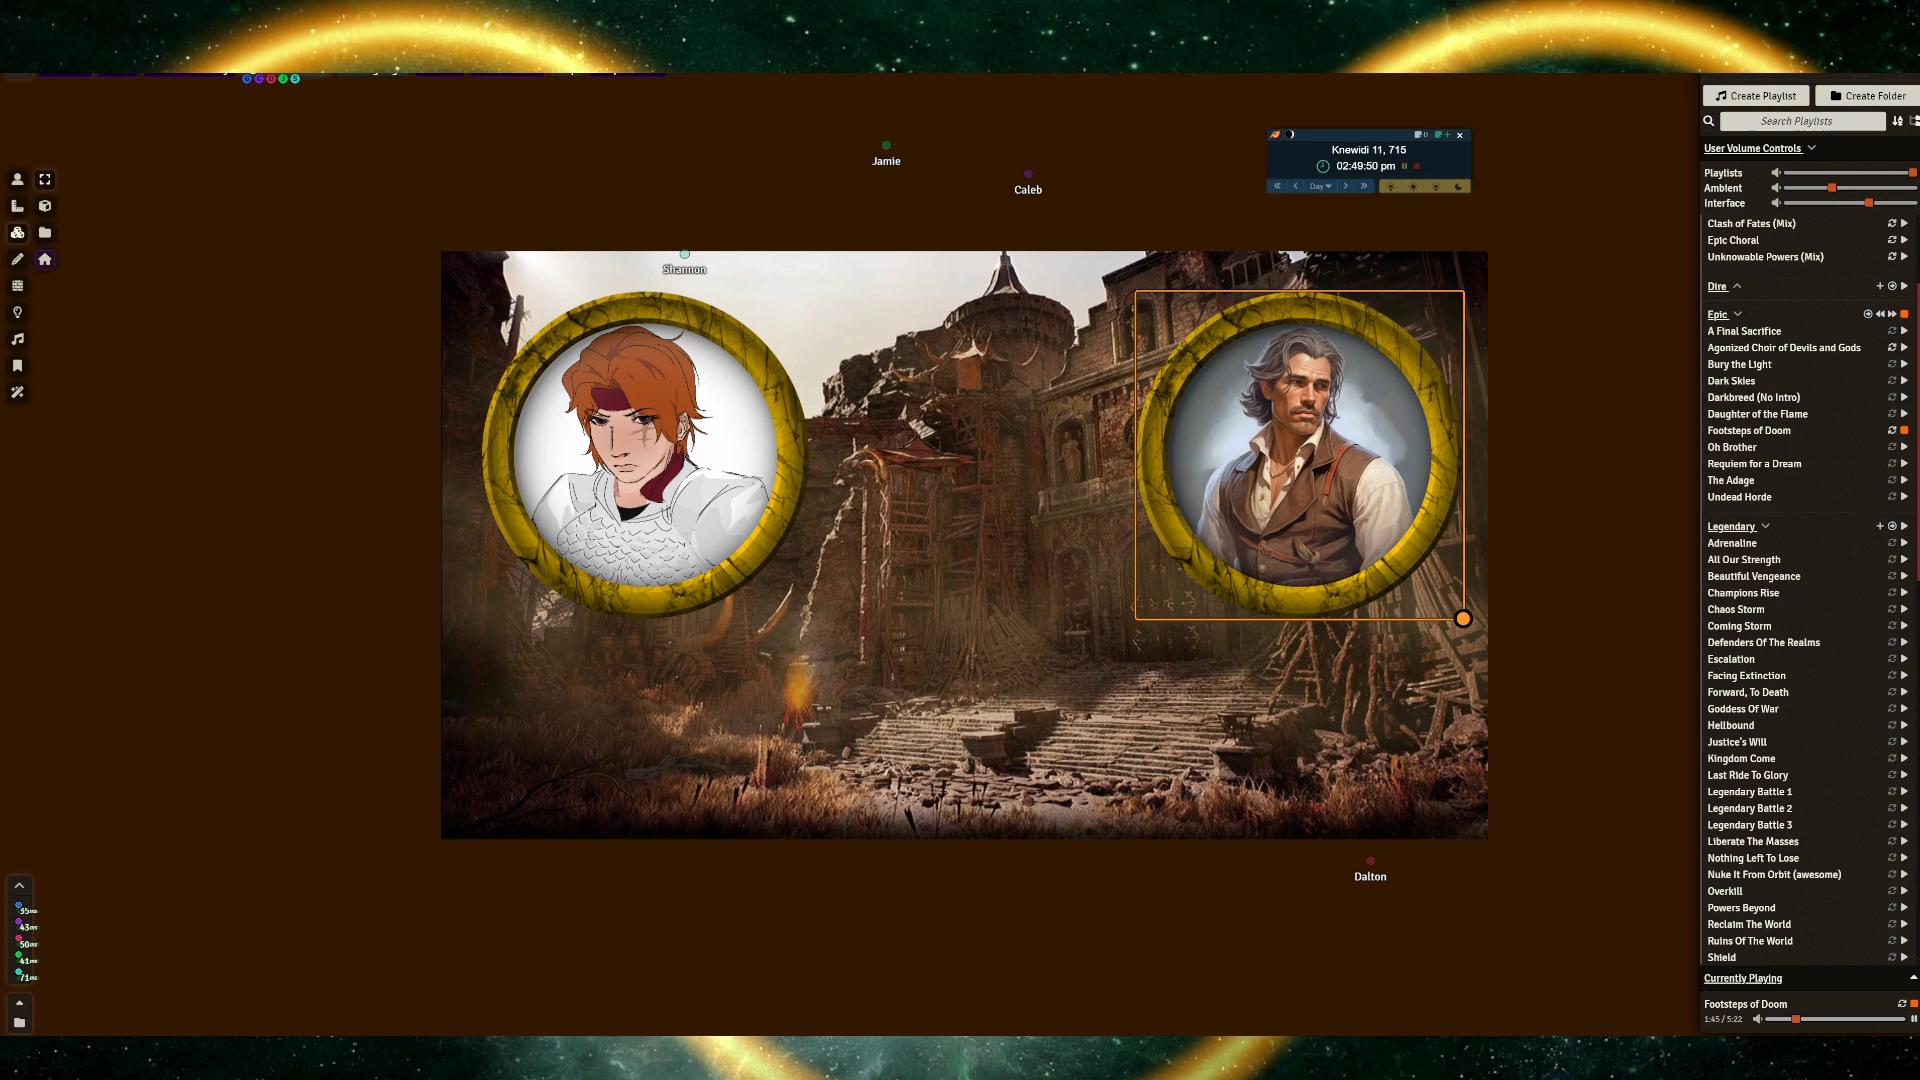 G C D J S
Create Playlist
Create Folder
Search Playlists
Jamie
Caleb
Shannon
Dalton
0
Knewidi 11, 715
02:49:50 pm
Day
User Volume Controls
Playlists
Ambient
Interface
Clash of Fates (Mix)
Epic Choral
Unknowable Powers (Mix)
Dire
Epic
A Final Sacrifice
Agonized Choir of Devils and Gods
Bury the Light
Dark Skies
Darkbreed (No Intro)
Daughter of the Flame
Footsteps of Doom
Oh Brother
Requiem for a Dream
The Adage
Undead Horde
Legendary
Adrenaline
All Our Strength
Beautiful Vengeance
Champions Rise
Chaos Storm
Coming Storm
Defenders Of The Realms
Escalation
Facing Extinction
Forward, To Death
Goddess Of War
Hellbound
Justice's Will
Kingdom Come
Last Ride To Glory
Legendary Battle 1
Legendary Battle 2
Legendary Battle 3
Liberate The Masses
Nothing Left To Lose
Nuke It From Orbit (awesome)
Overkill
Powers Beyond
Reclaim The World
Ruins Of The World
Shield
Currently Playing
Footsteps of Doom
1:45 / 5:22
35ms
43ms
50ms
41ms
71ms